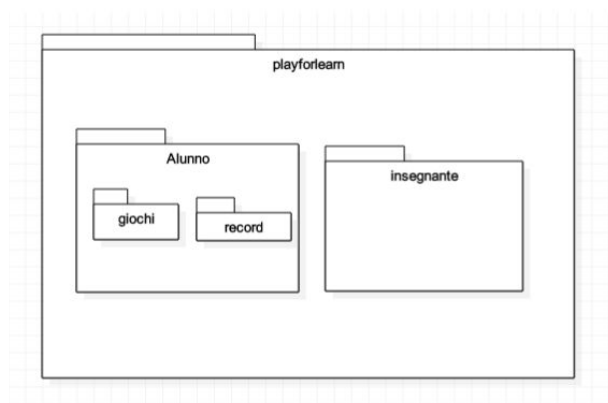 playforlearn
Alunno
insegnante
giochi
record